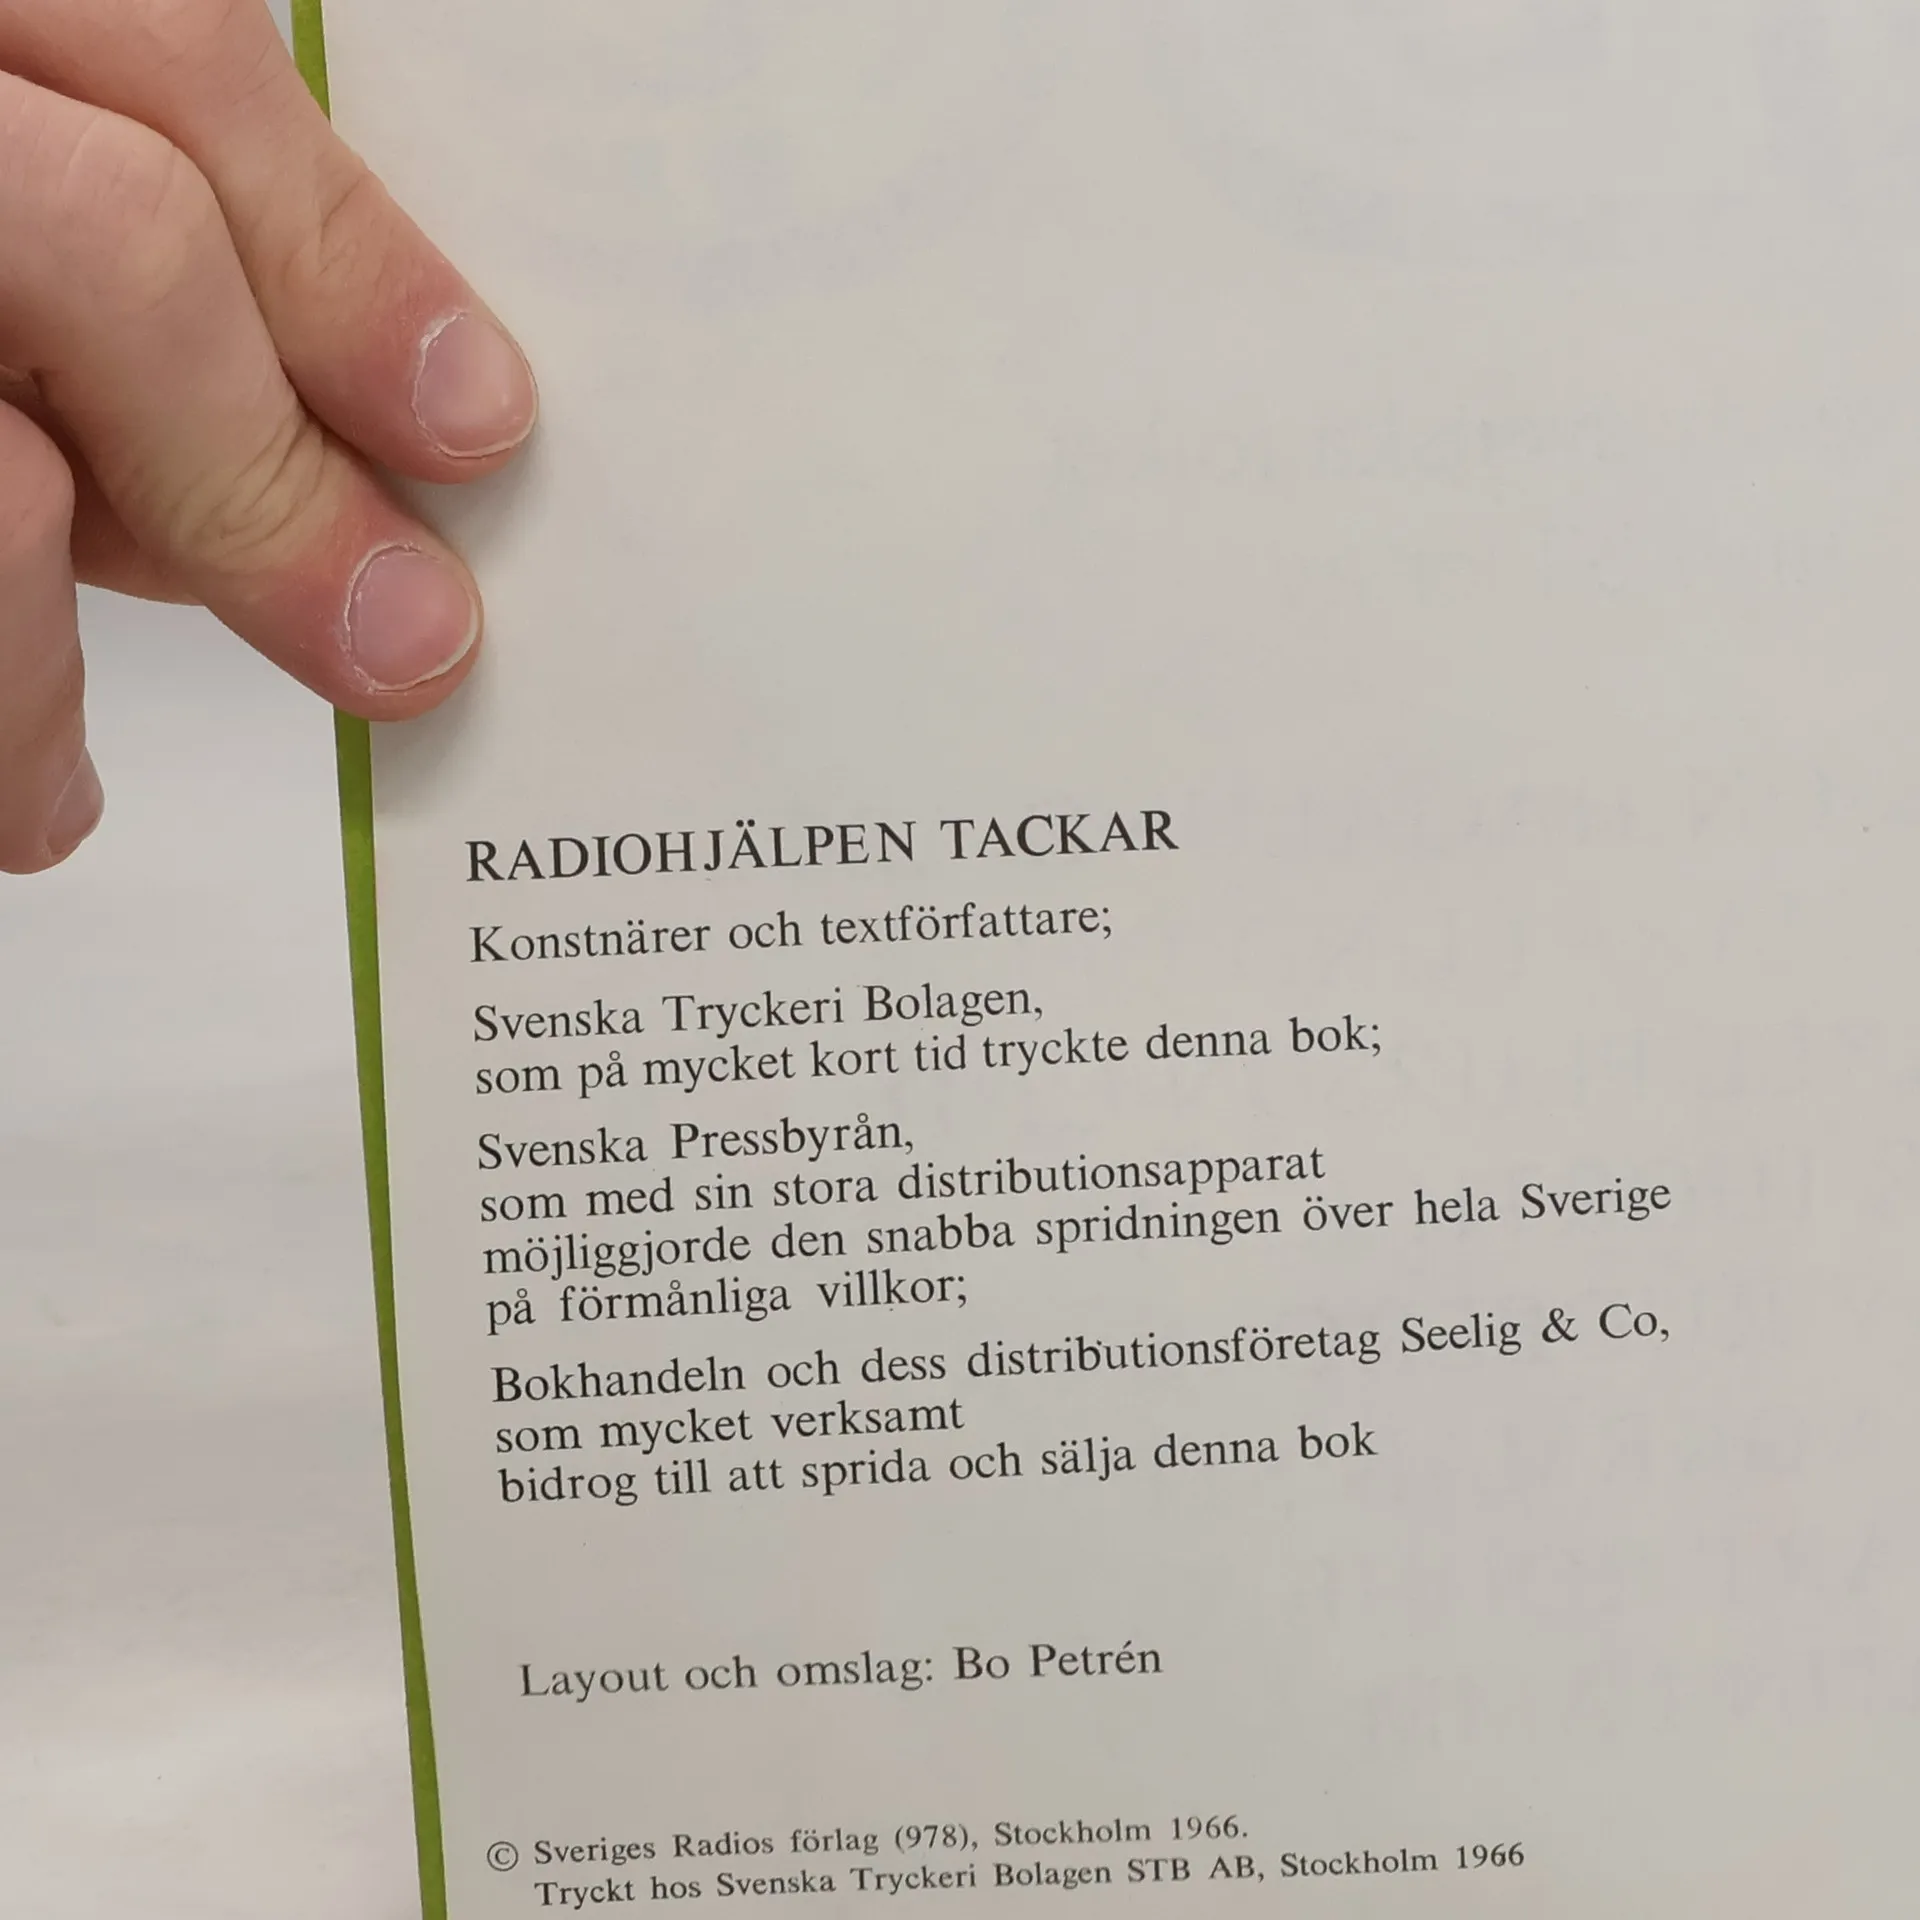 RADIOHJÄLPEN TACKAR
Konstnärer och textförfattare;
Svenska Tryckeri Bolagen,
som på mycket kort tid tryckte denna bok;
Svenska Pressbyrån,
som med sin stora distributionsapparat
möjliggjorde den snabba spridningen över hela Sverige
på förmånliga villkor;
Bokhandeln och dess distributionsföretag Seelig & Co,
som mycket verksamt
bidrog till att sprida och sälja denna bok
Layout och omslag: Bo Petrén
© Sveriges Radios förlag (978), Stockholm 1966.
Tryckt hos Svenska Tryckeri Bolagen STB AB, Stockholm 1966